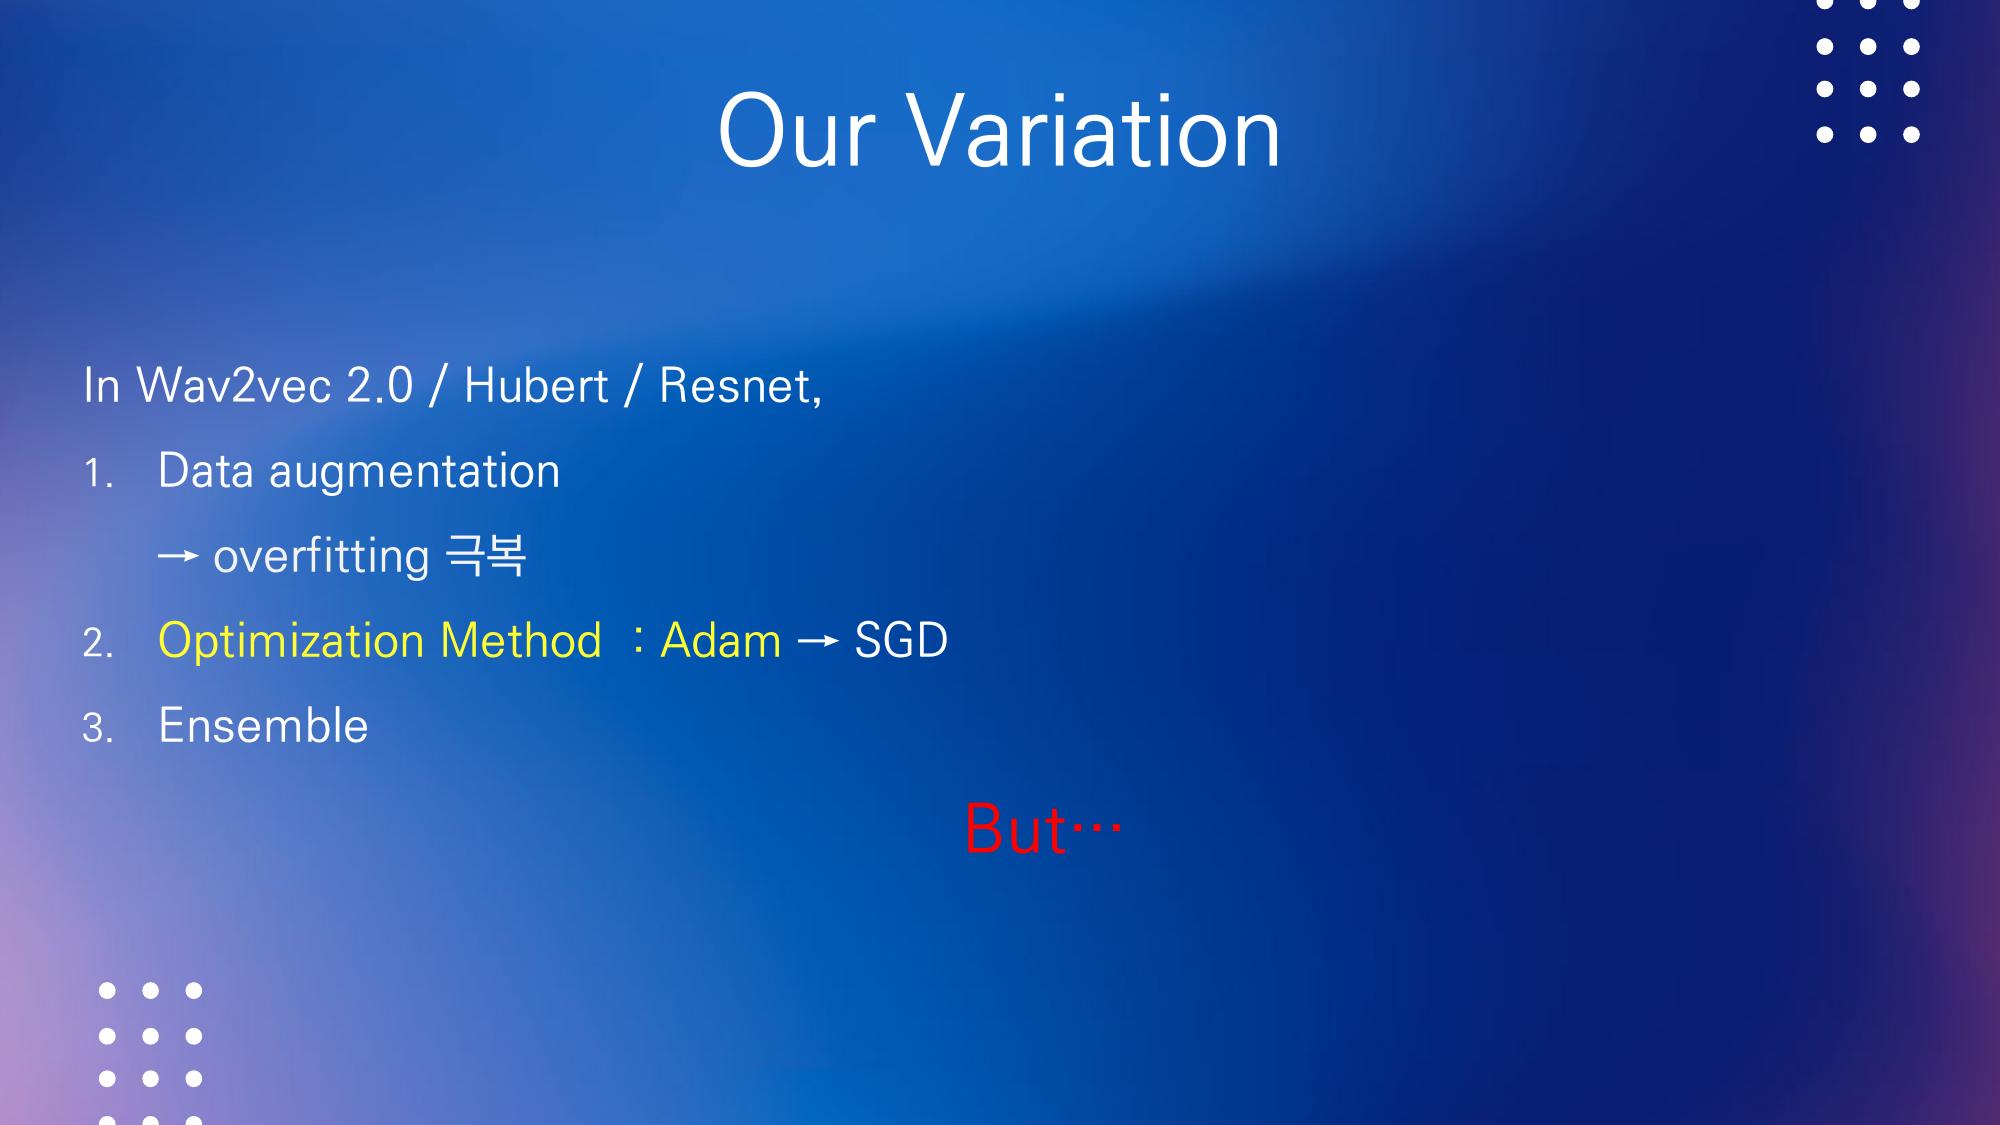 Our Variation
In Wav2vec 2.0 / Hubert / Resnet,
1. Data augmentation
→ overfitting 극복
2. Optimization Method : Adam → SGD
3. Ensemble
But…